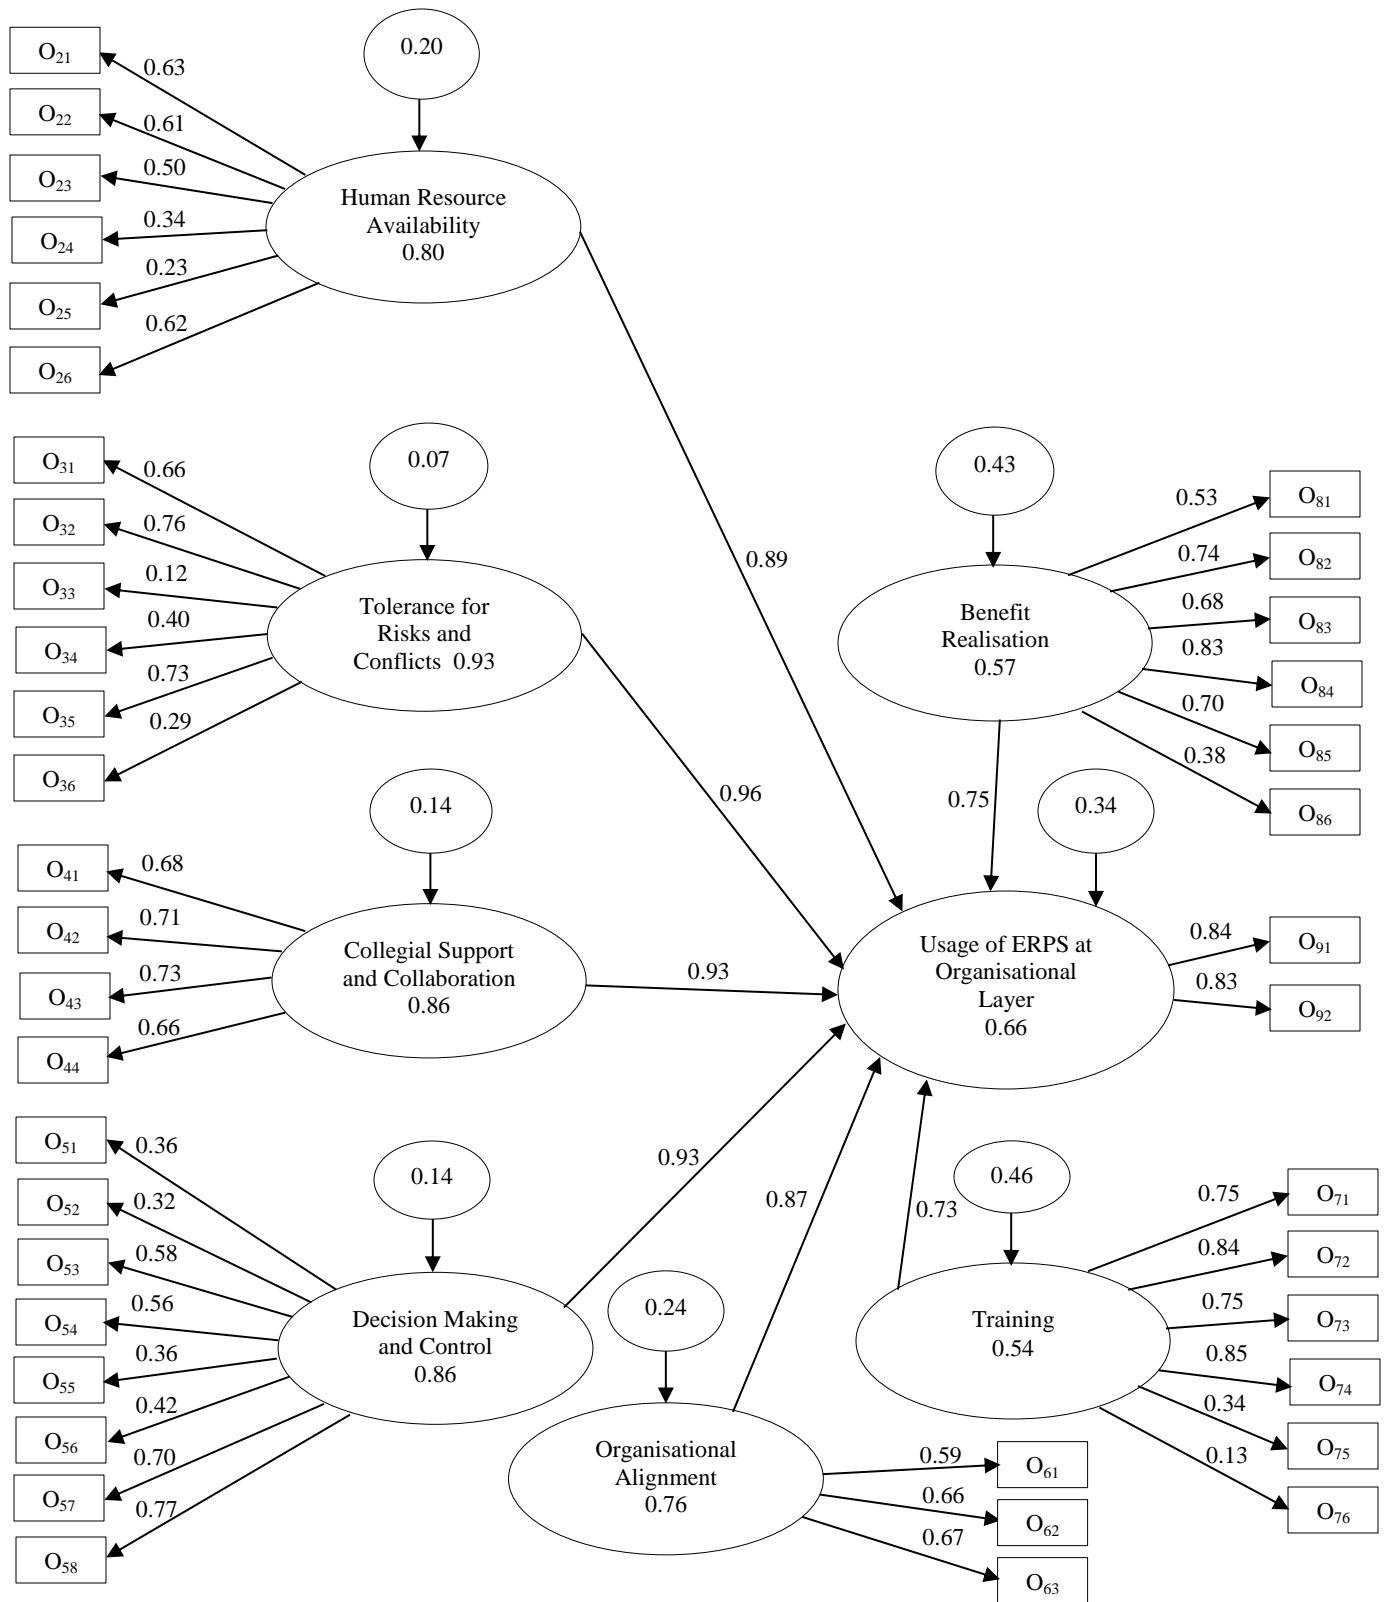 O21
0.63
0.20
O22
0.61
O23
0.50
Human Resource
Availability
0.80
O24
0.34
O25
0.23
O26
0.62
O31
0.66
0.07
O32
0.76
O33
0.12
Tolerance for
Risks and
Conflicts 0.93
O34
0.40
O35
0.73
O36
0.29
0.89
0.96
0.43
0.53
O81
0.74
O82
Benefit
Realisation
0.57
0.68
O83
0.83
O84
0.70
O85
0.38
O86
0.75
0.34
0.14
O41
0.68
O42
0.71
O43
0.73
O44
0.66
Collegial Support
and Collaboration
0.86
0.93
Usage of ERPS at
Organisational
Layer
0.66
0.84
O91
0.83
O92
O51
0.36
0.14
O52
0.32
O53
0.58
O54
0.56
Decision Making
and Control
0.86
O55
0.36
O56
0.42
O57
0.70
O58
0.77
0.93
0.87
0.73
0.24
Organisational
Alignment
0.76
0.59
O61
0.66
O62
0.67
O63
0.46
Training
0.54
0.75
O71
0.84
O72
0.75
O73
0.85
O74
0.34
O75
0.13
O76